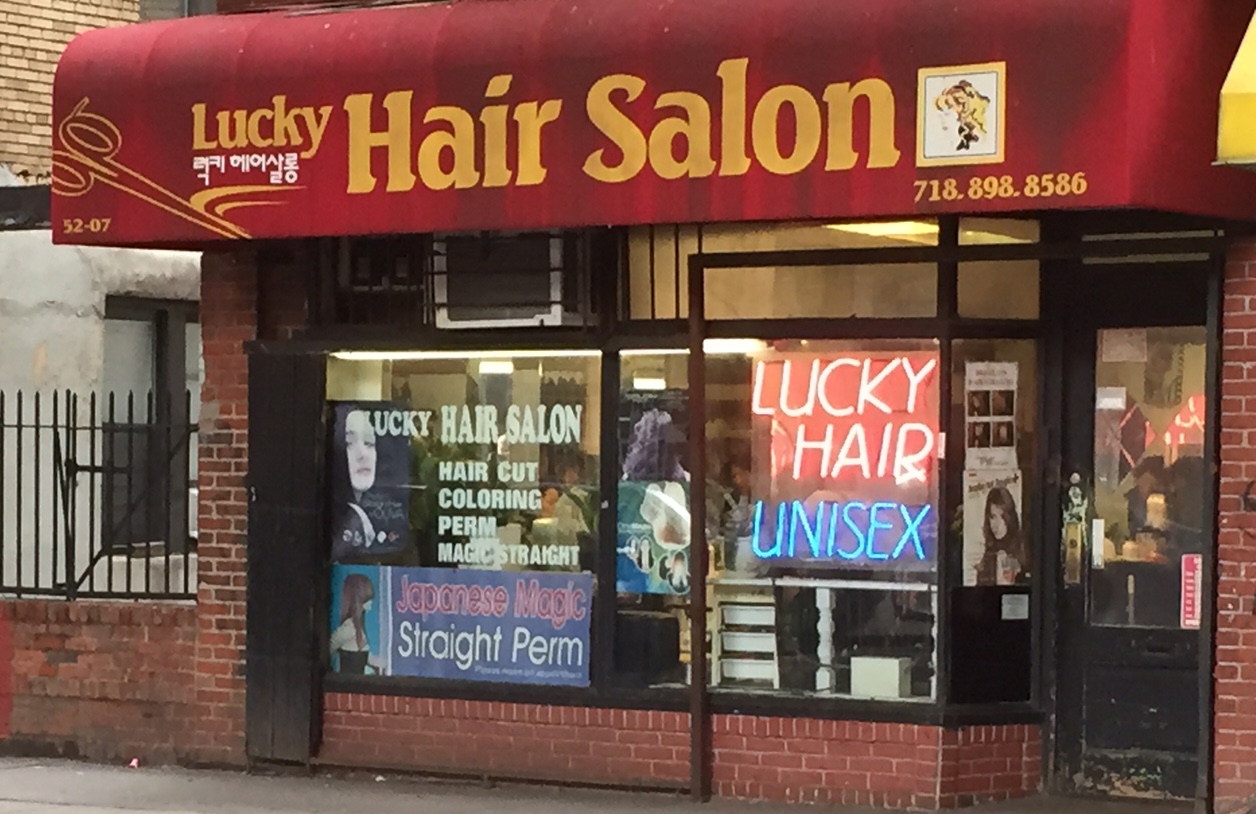 Lucky
럭키 헤어살롱
Hair Salon
718.898.8586
52-07
LUCKY HAIR SALON
HAIR CUT
COLORING
PERM
MAGIC STRAIGHT
Japanese Magic
Straight Perm
LUCKY
HAIR
UNISEX